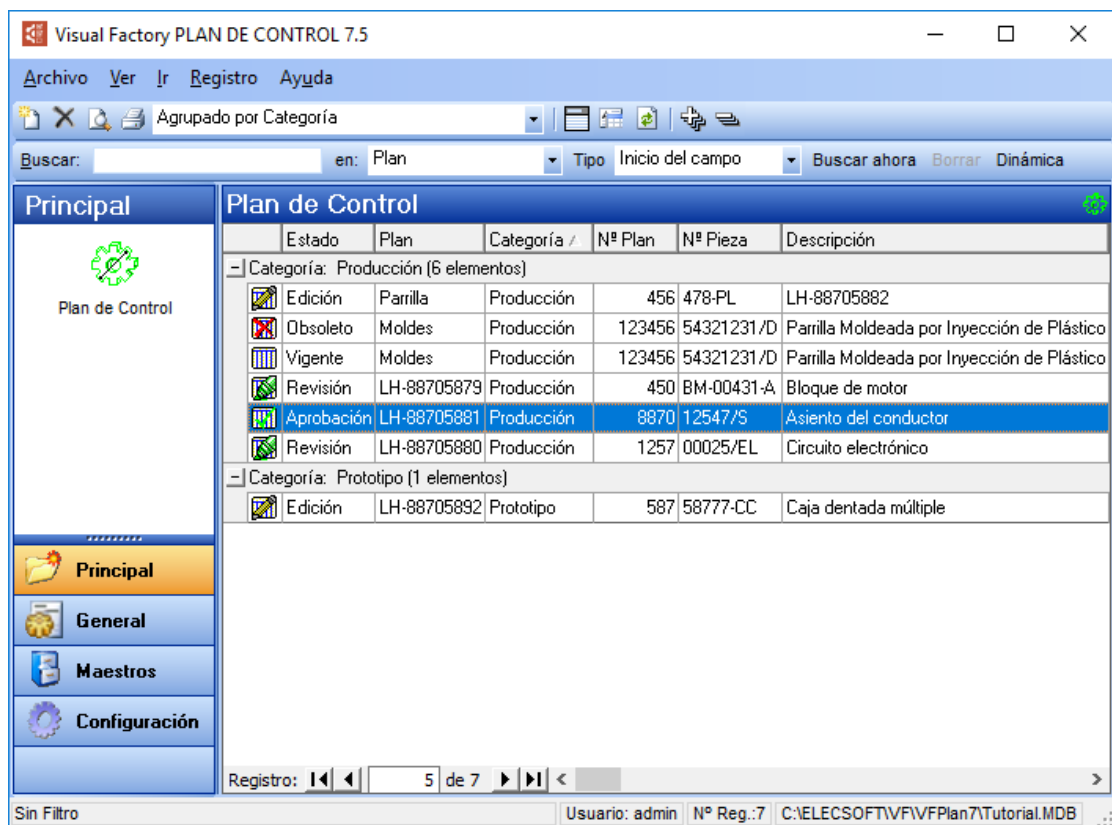 Visual Factory PLAN DE CONTROL 7.5
Archivo Ver Ir Registro Ayuda
Agrupado por Categoría
Buscar: en: Plan Tipo Inicio del campo Buscar ahora Borrar Dinámica
Principal
Plan de Control
Plan de Control
Estado Plan Categoría Nº Plan Nº Pieza Descripción
Categoría: Producción (6 elementos)
Edición Parrilla Producción 456 478-PL LH-88705882
Obsoleto Moldes Producción 123456 54321231/D Parrilla Moldeada por Inyección de Plástico
Vigente Moldes Producción 123456 54321231/D Parrilla Moldeada por Inyección de Plástico
Revisión LH-88705879 Producción 450 BM-00431-A Bloque de motor
Aprobación LH-88705881 Producción 8870 12547/S Asiento del conductor
Revisión LH-88705880 Producción 1257 00025/EL Circuito electrónico
Categoría: Prototipo (1 elementos)
Edición LH-88705892 Prototipo 587 58777-CC Caja dentada múltiple
Principal
General
Maestros
Configuración
Registro: 5 de 7
Sin Filtro Usuario: admin Nº Reg.:7 C:\ELECSOFT\VF\VFPlan7\Tutorial.MDB